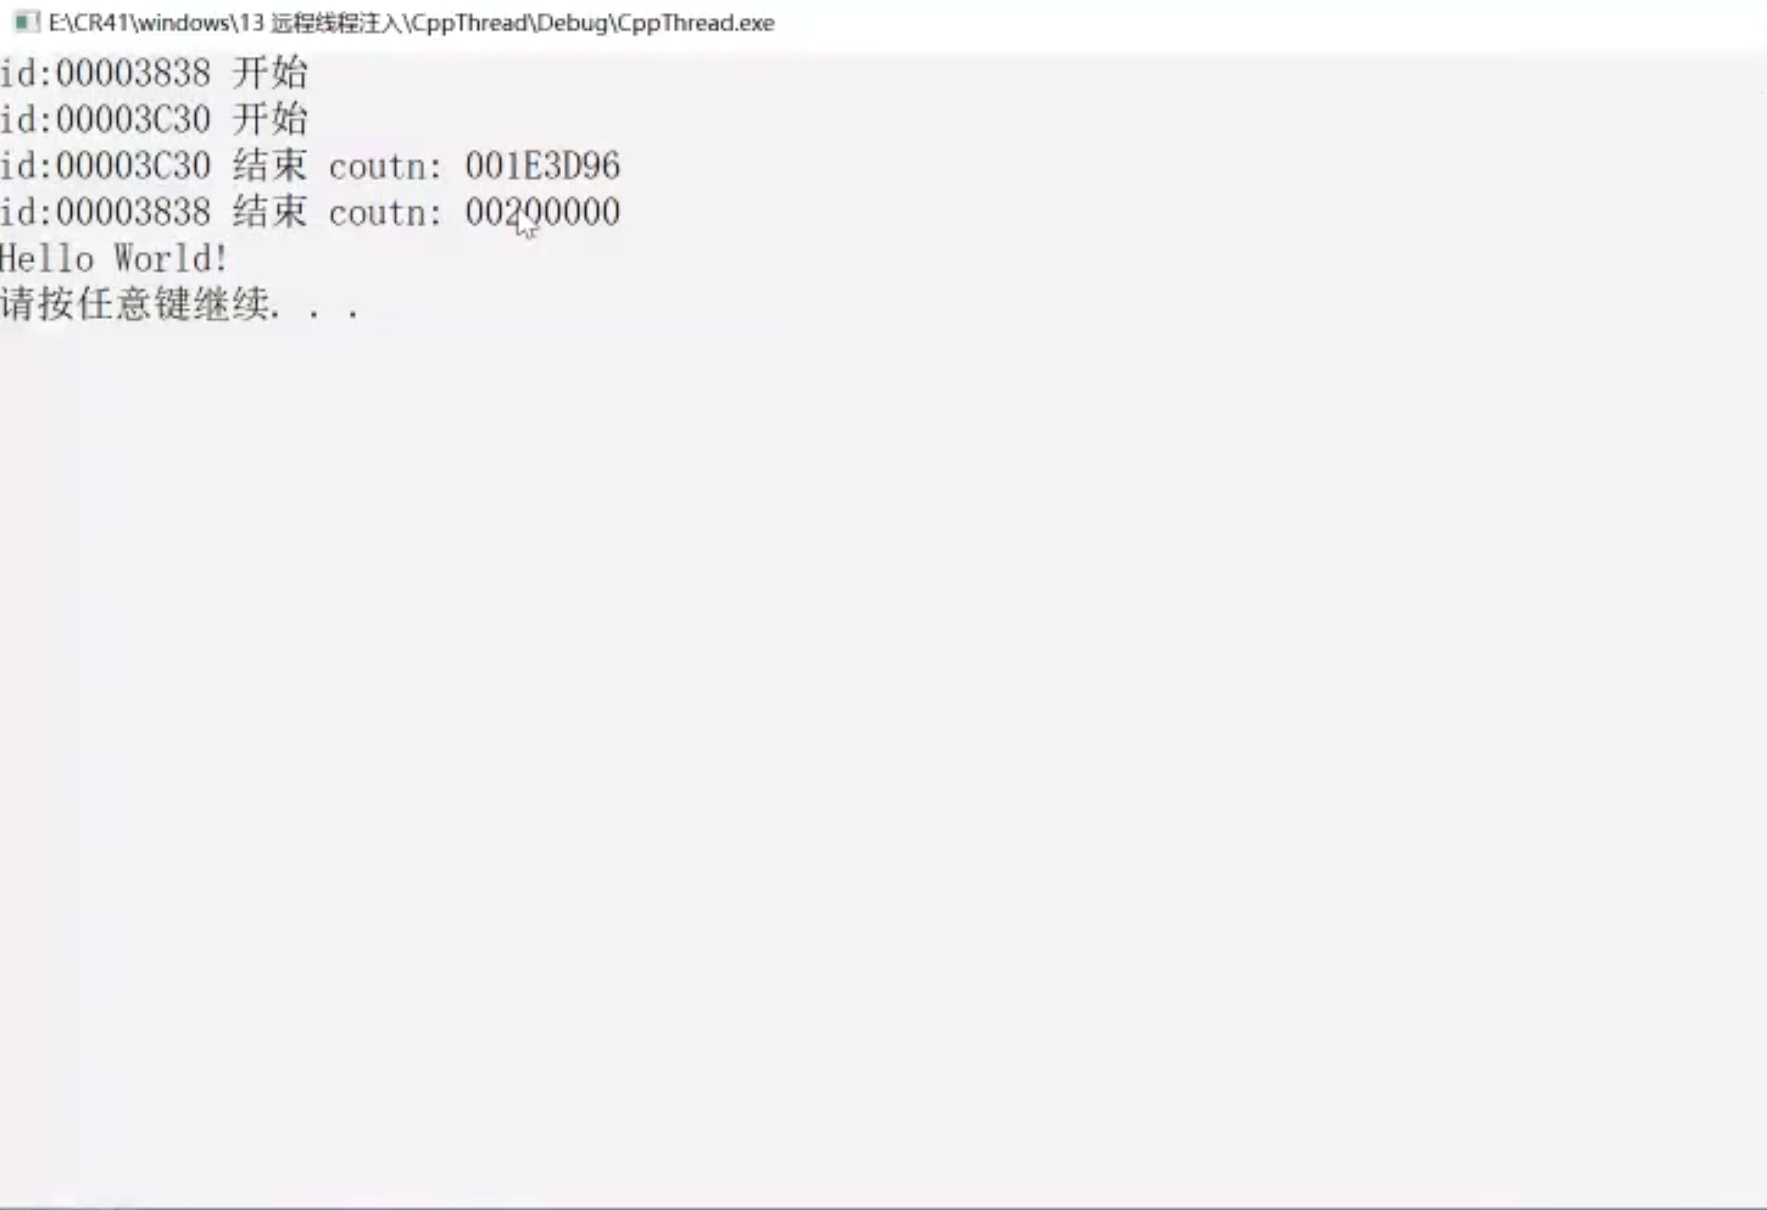 E:\CR41\windows\13 远程线程注入\CppThread\Debug\CppThread.exe
id:00003838 开始
id:00003C30 开始
id:00003C30 结束 coutn: 001E3D96
id:00003838 结束 coutn: 00200000
Hello World!
请按任意键继续. . .